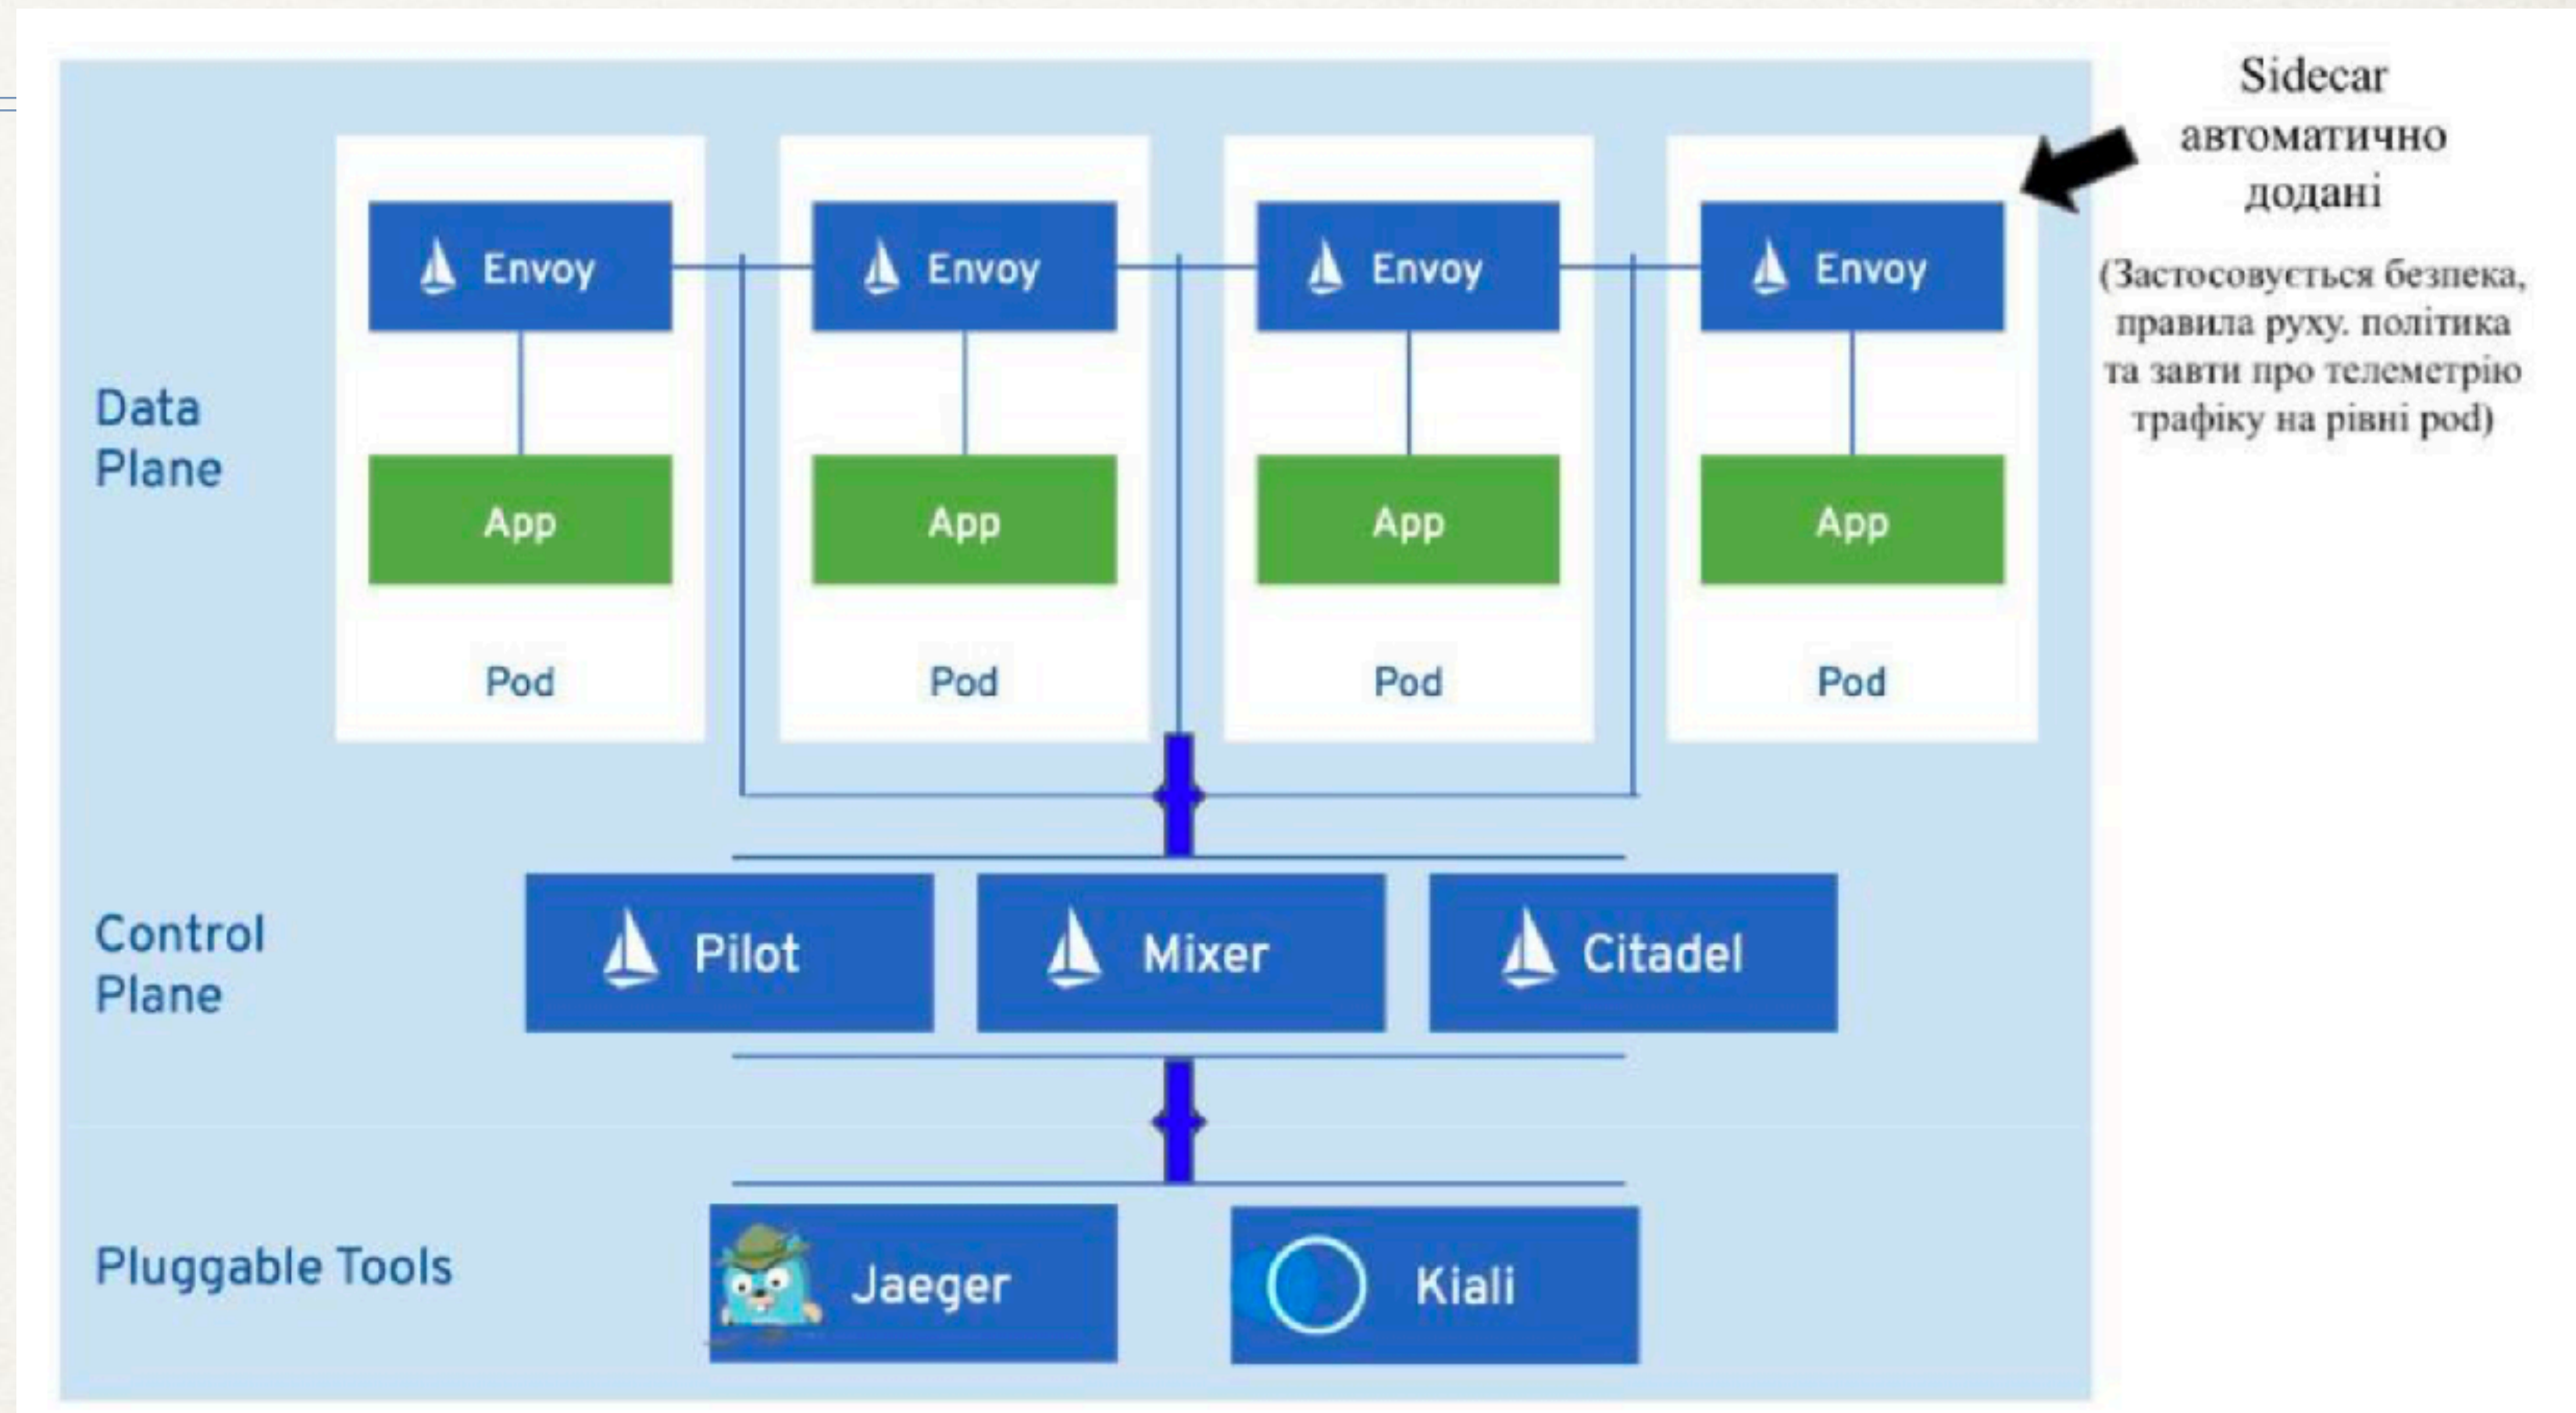 Sidecar
автоматично
додані
(Застосовується безпека,
правила руху. політика
та завти про телеметрію
трафіку на рівні pod)
Envoy
Envoy
Envoy
Envoy
Data
Plane
App
App
App
App
Pod
Pod
Pod
Pod
Control
Plane
Pilot
Mixer
Citadel
Pluggable Tools
Jaeger
Kiali